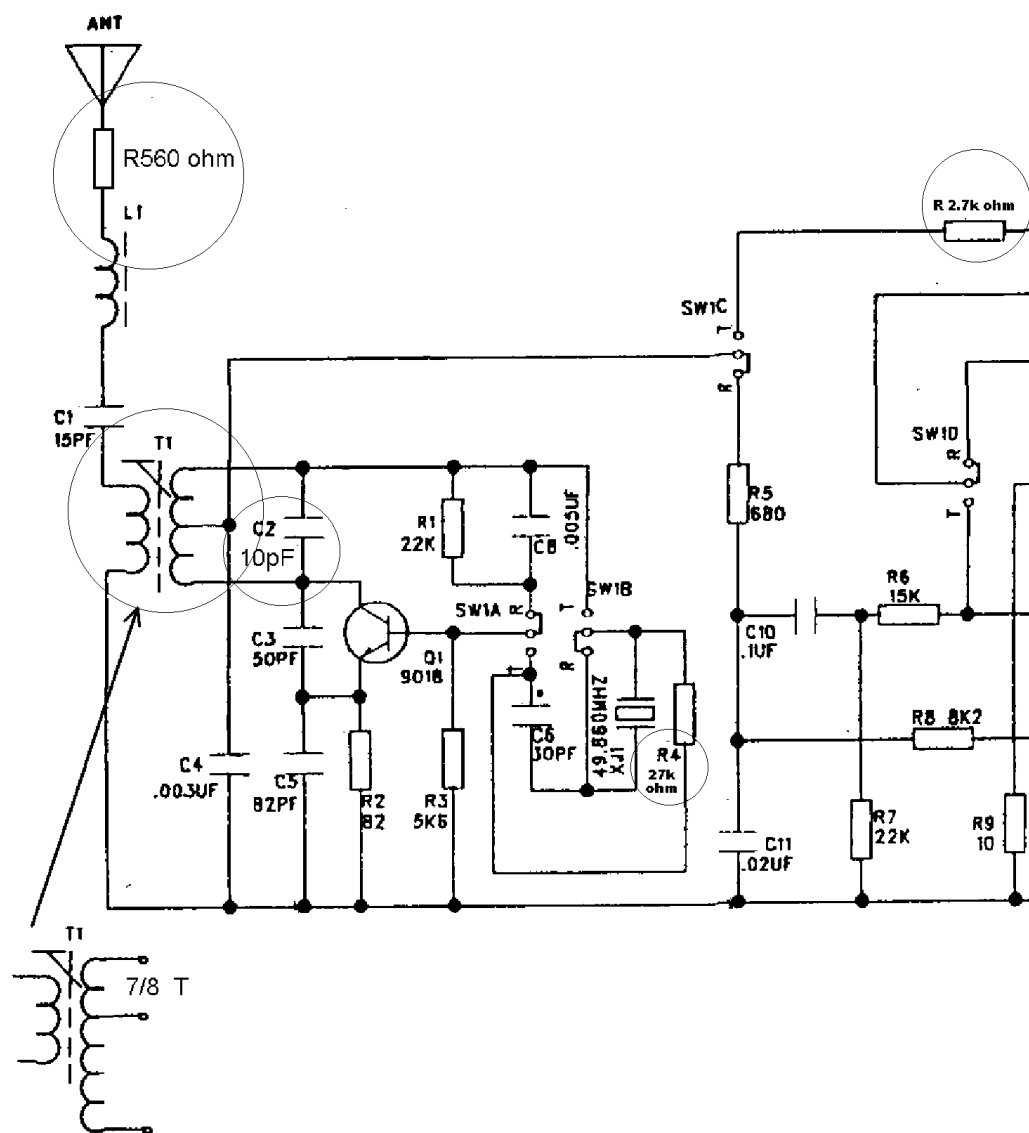 ANT
R560 ohm
L1
R 2.7k ohm
SW1C
T
R
C1
15PF
T1
SW1D
R
T
R5
680
C2
10pF
R1
22K
C8
.005UF
R6
15K
SW1A
R
T
SW1B
T
R
C3
50PF
Q1
9018
C10
.1UF
C6
30PF
49.860MHZ
XJ1
R4
27k
ohm
R8 8K2
C4
.003UF
C5
82PF
R2
82
R3
5K6
C11
.02UF
R7
22K
R9
10
T1
7/8 T